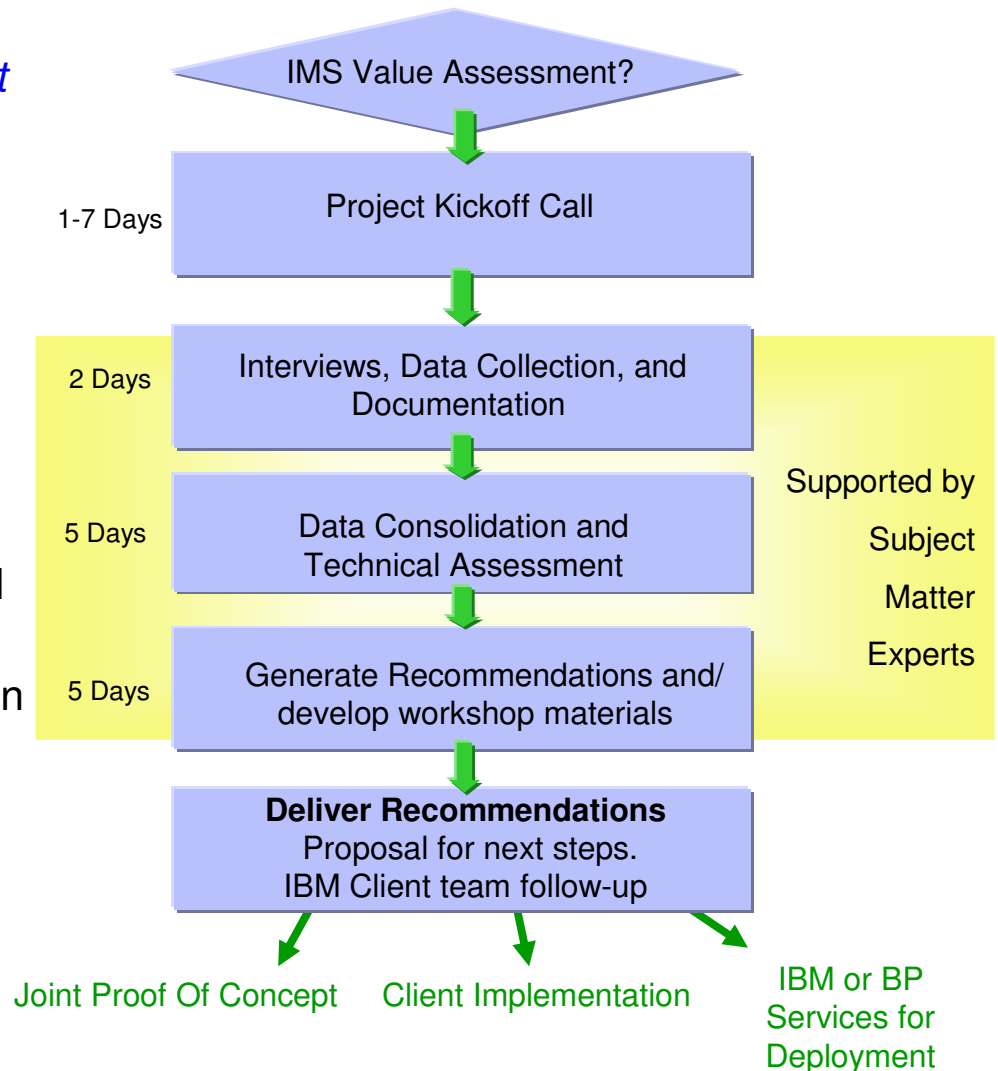 t
IMS Value Assessment?
1-7 Days
Project Kickoff Call
2 Days
Interviews, Data Collection, and
Documentation
5 Days
Data Consolidation and
Technical Assessment
Supported by
Subject
Matter
Experts
5 Days
n
Generate Recommendations and/
develop workshop materials
Deliver Recommendations
Proposal for next steps.
IBM Client team follow-up
Joint Proof Of Concept
Client Implementation
IBM or BP
Services for
Deployment